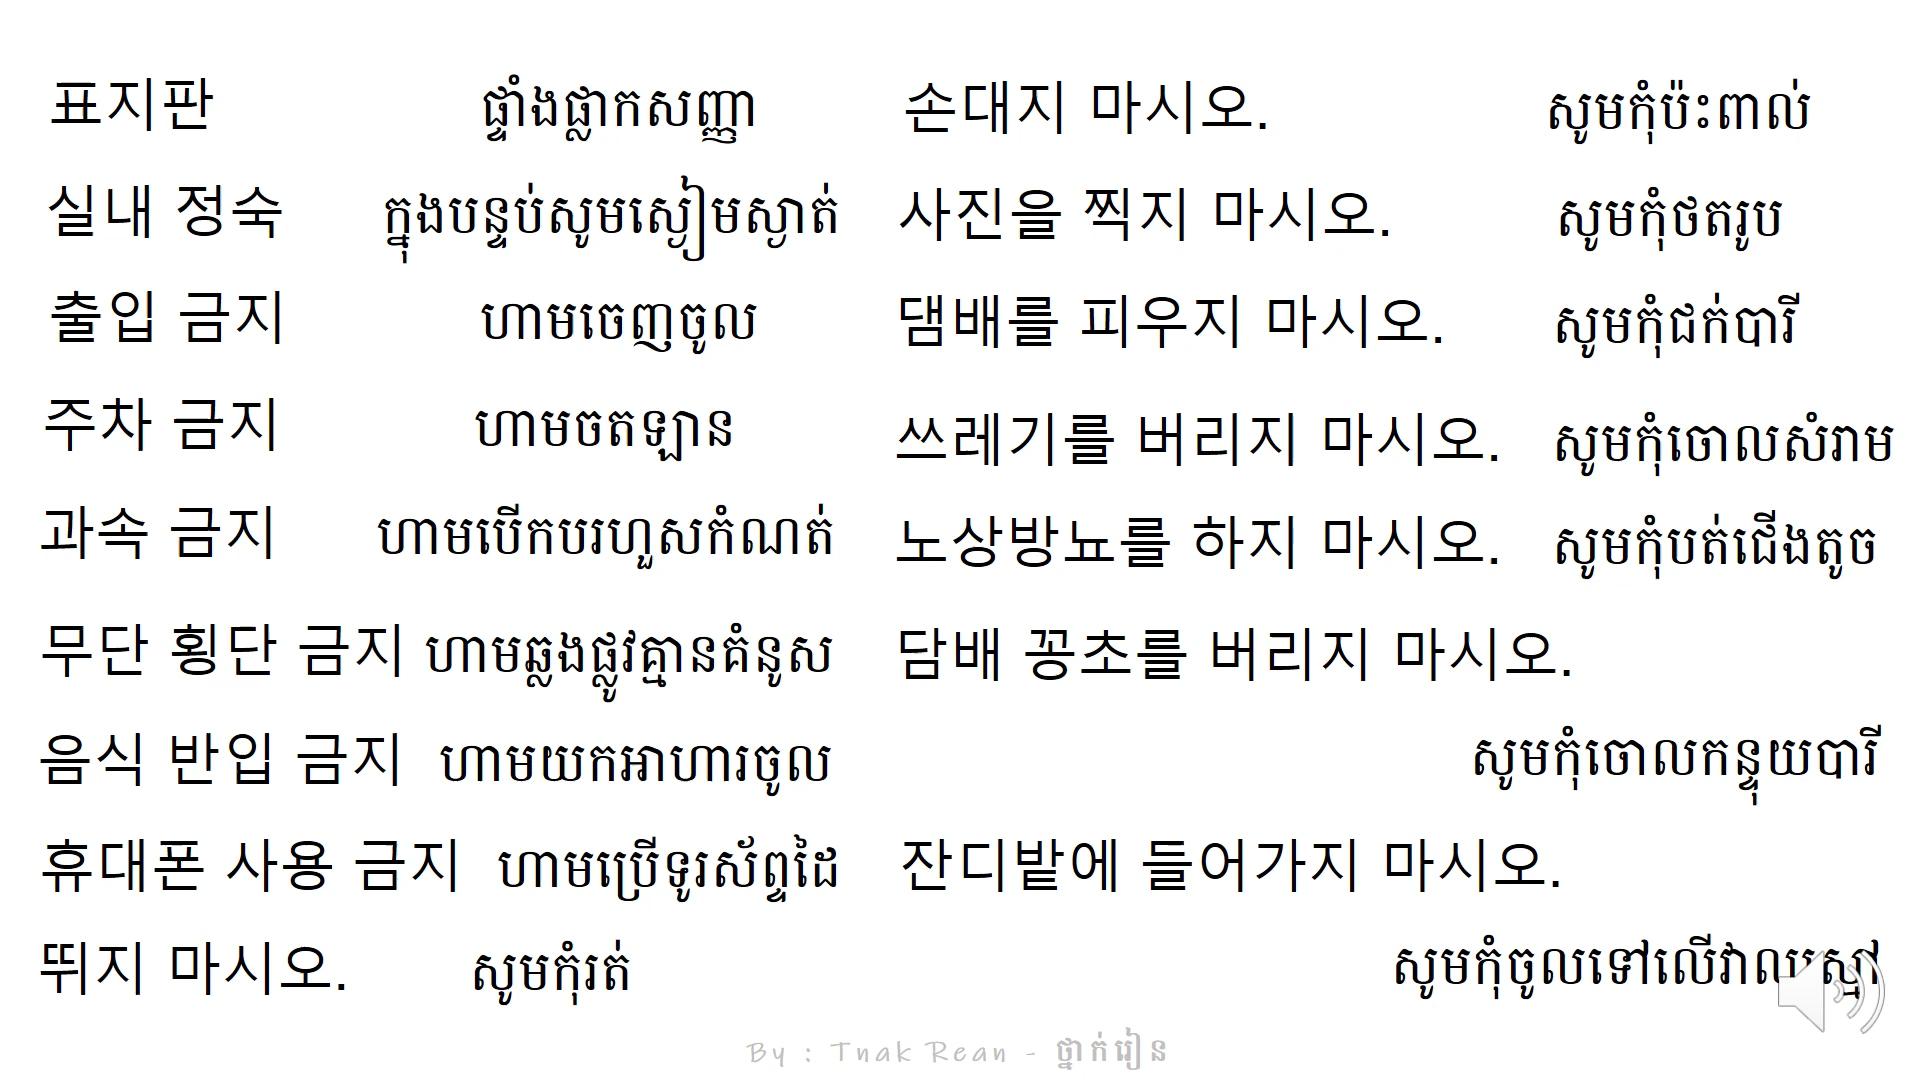 표지판 ផ្ទាំងផ្លាកសញ្ញា
실내 정숙 ក្នុងបន្ទប់សូមស្ងៀមស្ងាត់
출입 금지 ហាមចេញចូល
주차 금지 ហាមចតឡាន
과속 금지 ហាមបើកបរហួសកំណត់
무단 횡단 금지 ហាមឆ្លងផ្លូវគ្មានគំនូស
음식 반입 금지 ហាមយកអាហារចូល
휴대폰 사용 금지 ហាមប្រើទូរស័ព្ទដៃ
뛰지 마시오. សូមកុំរត់
손대지 마시오. សូមកុំប៉ះពាល់
사진을 찍지 마시오. សូមកុំថតរូប
댐배를 피우지 마시오. សូមកុំជក់បារី
쓰레기를 버리지 마시오. សូមកុំចោលសំរាម
노상방뇨를 하지 마시오. សូមកុំបត់ជើងតូច
담배 꽁초를 버리지 마시오.
សូមកុំចោលកន្ទុយបារី
잔디밭에 들어가지 마시오.
សូមកុំចូលទៅលើវាលស្មៅ
By : Tnak Rean - ថ្នាក់រៀន